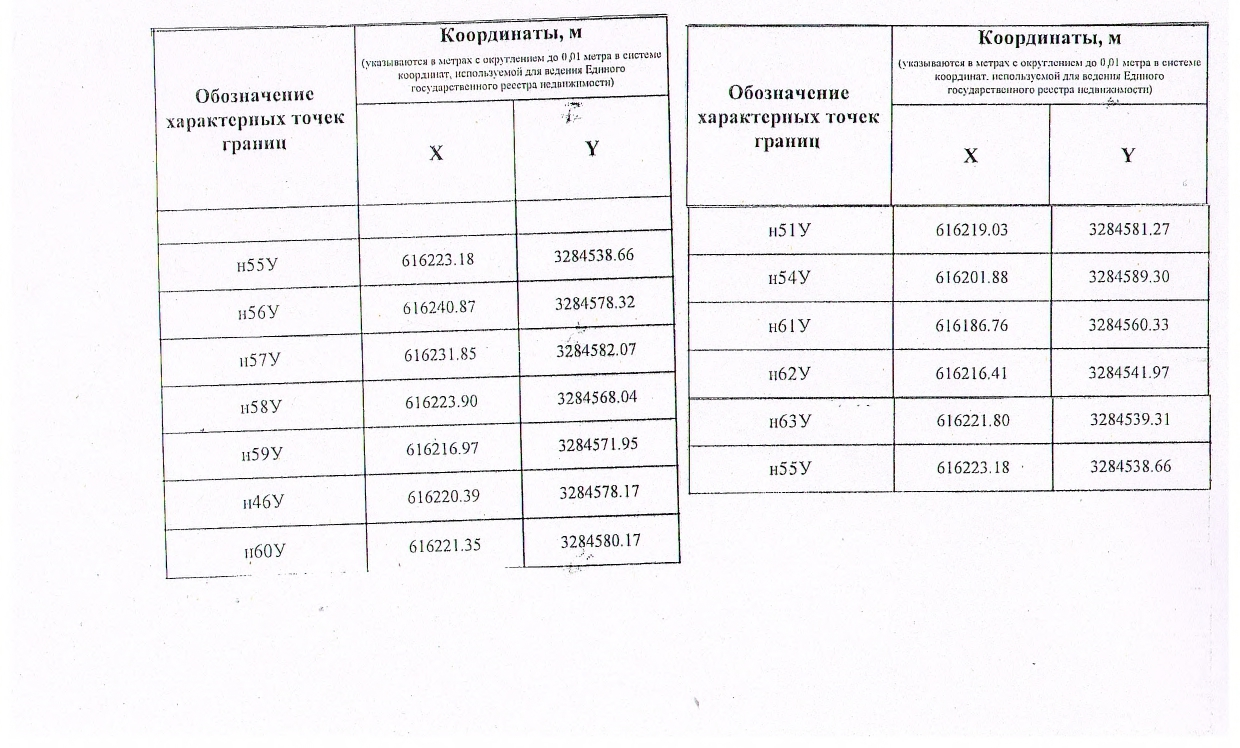 Обозначение
характерных точек
границ
Координаты, м
(указываются в метрах с округлением до 0,01 метра в системе
координат, используемой для ведения Единого
государственного реестра недвижимости)
X Y
н55У 616223.18 3284538.66
н56У 616240.87 3284578.32
н57У 616231.85 3284582.07
н58У 616223.90 3284568.04
н59У 616216.97 3284571.95
н46У 616220.39 3284578.17
н60У 616221.35 3284580.17
Обозначение
характерных точек
границ
Координаты, м
(указываются в метрах с округлением до 0,01 метра в системе
координат. используемой для ведения Единого
государственного реестра недвижимости)
X Y
н51У 616219.03 3284581.27
н54У 616201.88 3284589.30
н61У 616186.76 3284560.33
н62У 616216.41 3284541.97
н63У 616221.80 3284539.31
н55У 616223.18 3284538.66